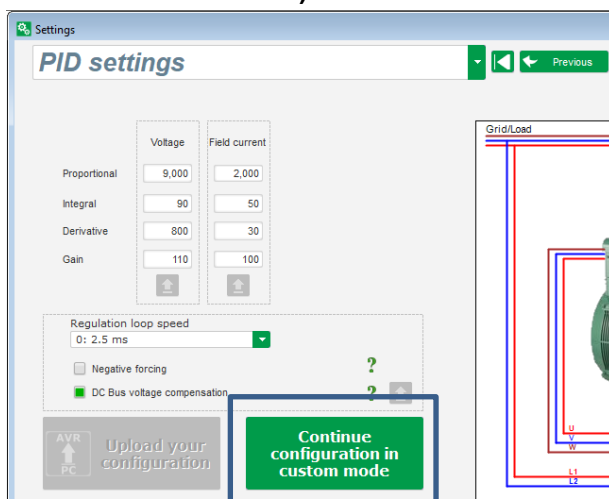 Settings
PID settings
Previous
Grid/Load
Voltage Field current
Proportional 9,000 2,000
Integral 90 50
Derivative 800 30
Gain 110 100
Regulation loop speed
0: 2.5 ms
Negative forcing ?
DC Bus voltage compensation ?
AVR
PC
Upload your
configuration
Continue
configuration in
custom mode
U
V
W
L1
L2